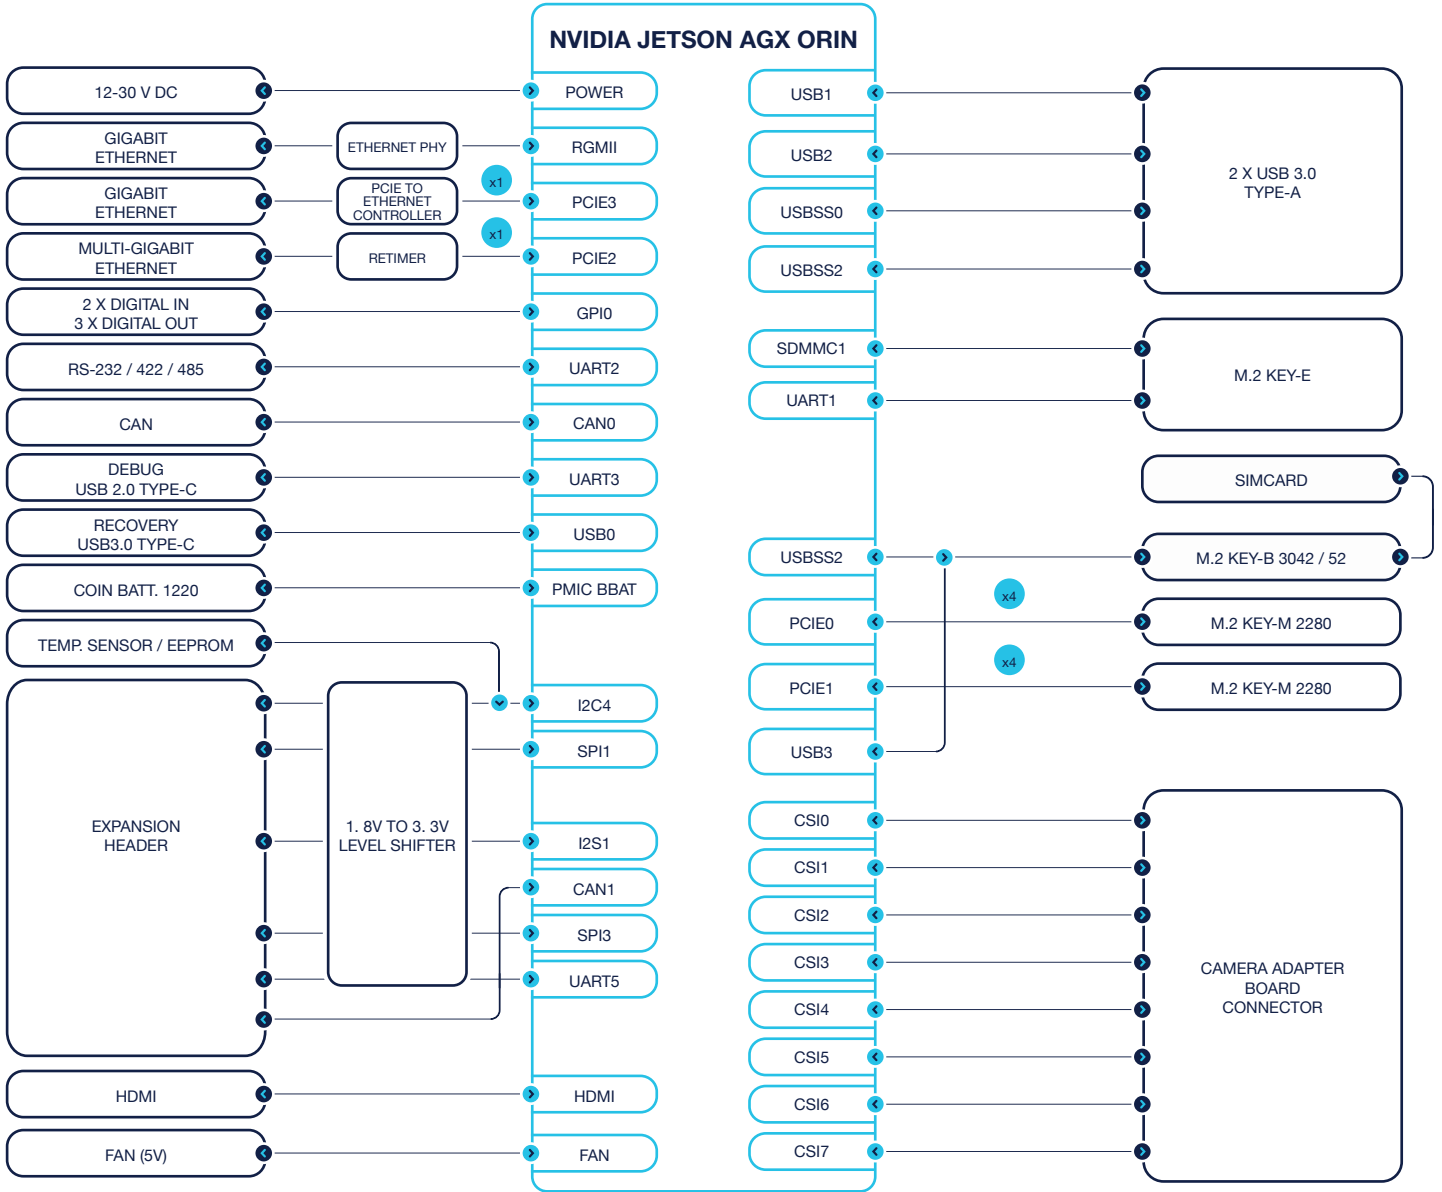 NVIDIA JETSON AGX ORIN
12-30 V DC
POWER
GIGABIT
ETHERNET
ETHERNET PHY
RGMII
GIGABIT
ETHERNET
PCIE TO
ETHERNET
CONTROLLER
x1
PCIE3
MULTI-GIGABIT
ETHERNET
RETIMER
x1
PCIE2
2 X DIGITAL IN
3 X DIGITAL OUT
GPI0
RS-232 / 422 / 485
UART2
CAN
CAN0
DEBUG
USB 2.0 TYPE-C
UART3
RECOVERY
USB3.0 TYPE-C
USB0
COIN BATT. 1220
PMIC BBAT
TEMP. SENSOR / EEPROM
EXPANSION
HEADER
1. 8V TO 3. 3V
LEVEL SHIFTER
I2C4
SPI1
I2S1
CAN1
SPI3
UART5
HDMI
HDMI
FAN (5V)
FAN
USB1
USB2
USBSS0
USBSS2
2 X USB 3.0
TYPE-A
SDMMC1
UART1
M.2 KEY-E
SIMCARD
USBSS2
M.2 KEY-B 3042 / 52
x4
PCIE0
M.2 KEY-M 2280
x4
PCIE1
M.2 KEY-M 2280
USB3
CSI0
CSI1
CSI2
CSI3
CSI4
CSI5
CSI6
CSI7
CAMERA ADAPTER
BOARD
CONNECTOR